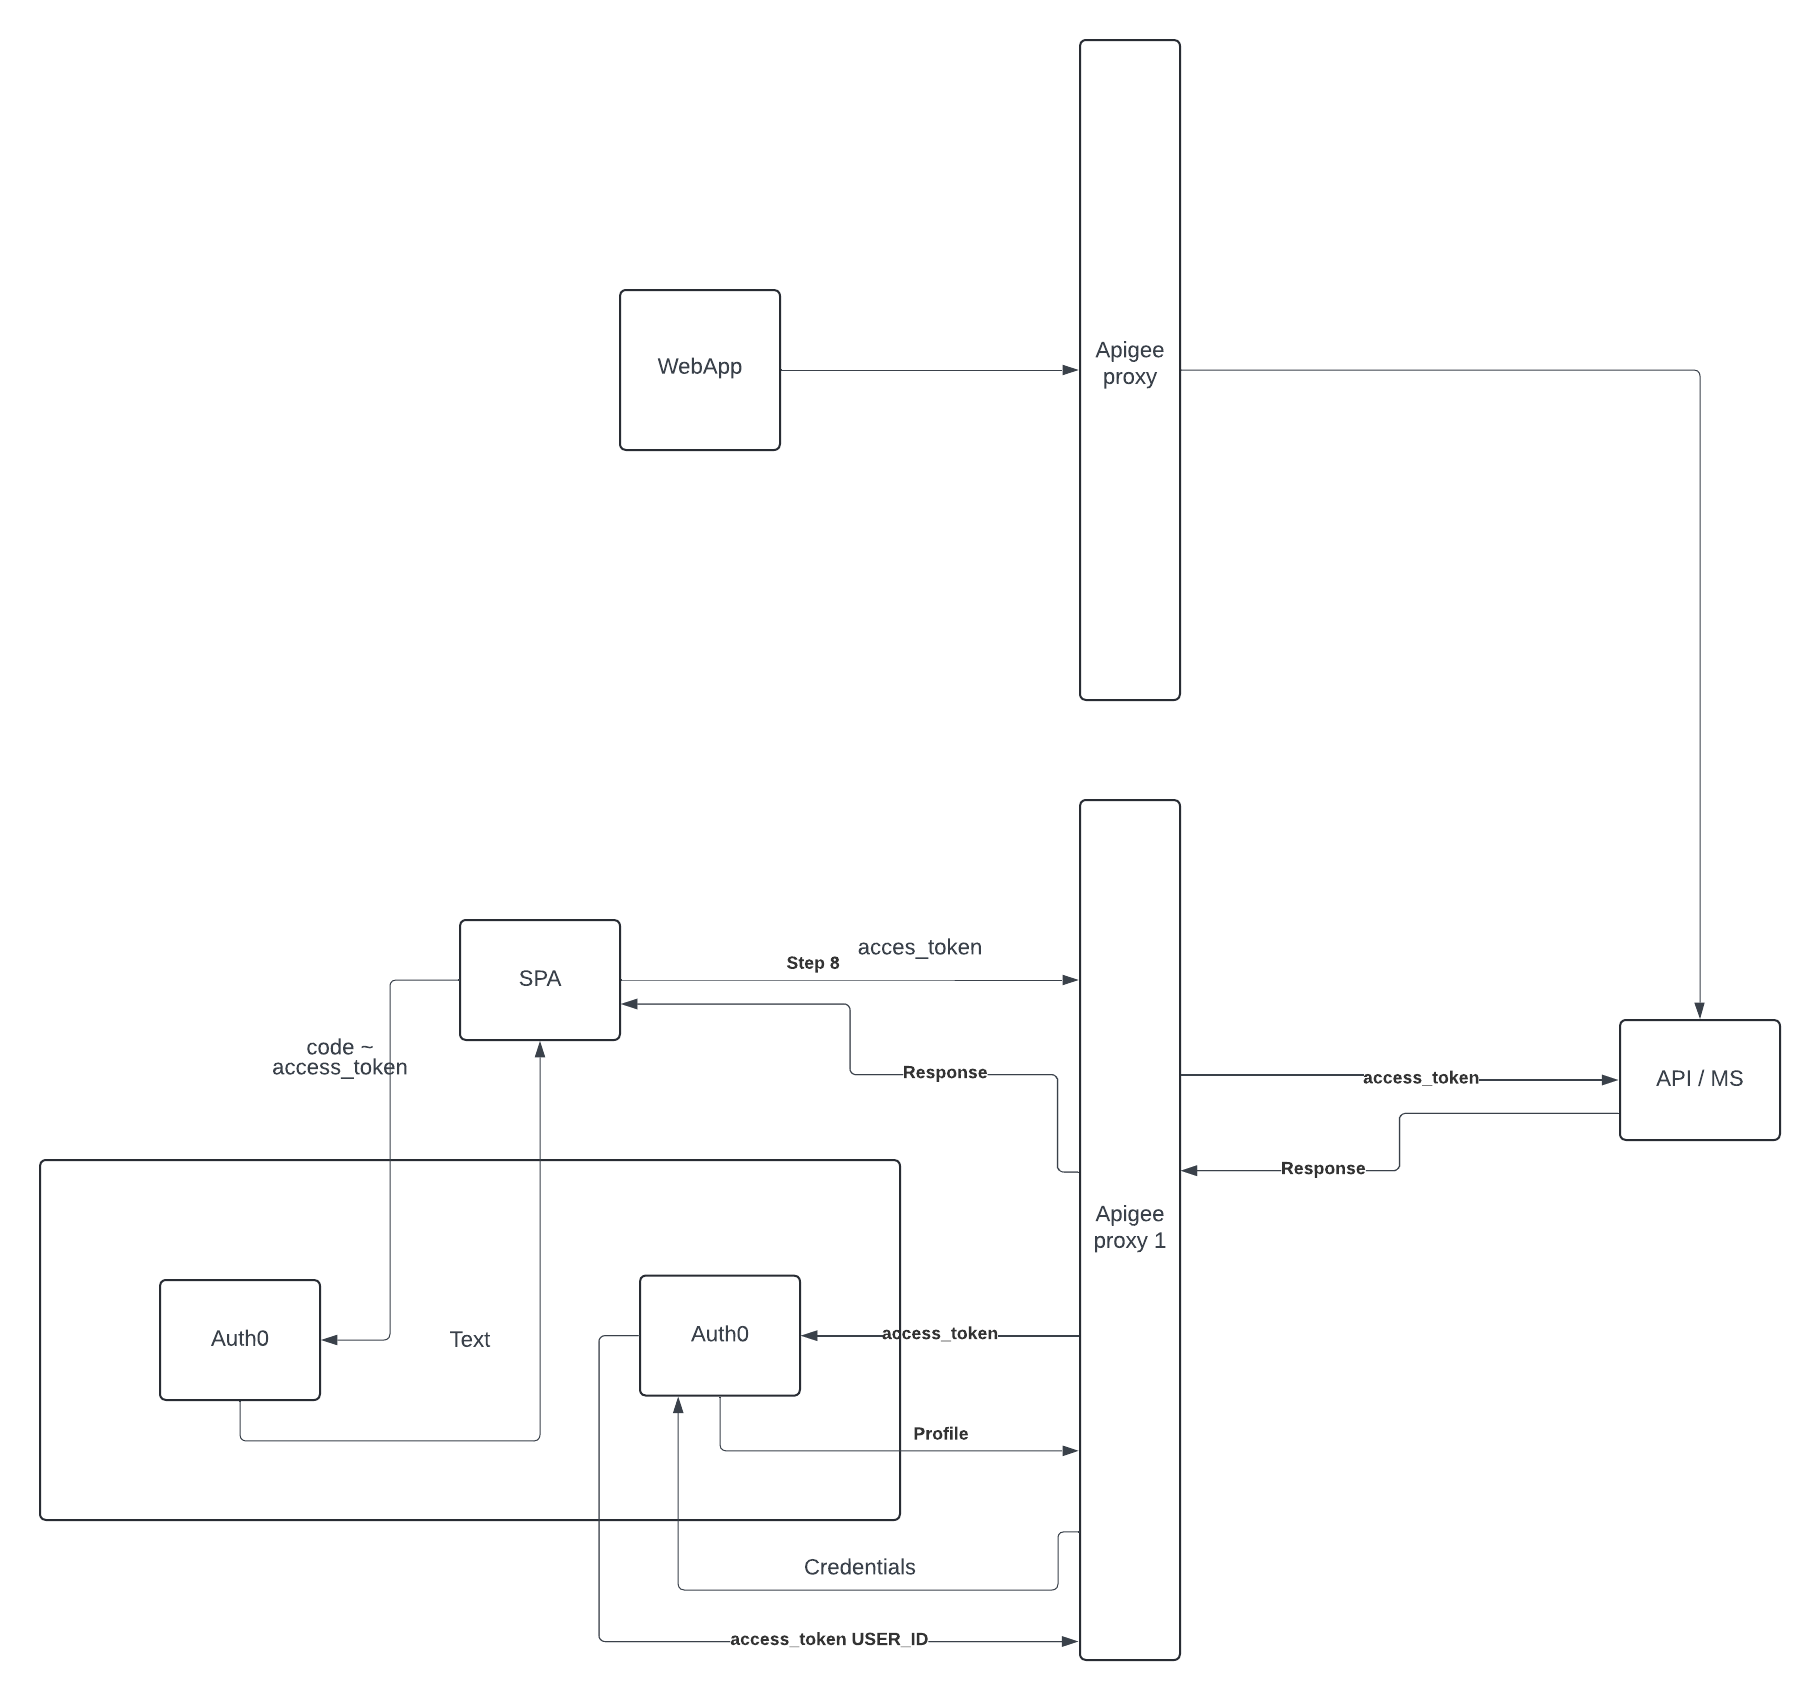 WebApp
Apigee
proxy
SPA
Step 8
acces_token
code ~
access_token
Response
access_token
API / MS
Response
Apigee
proxy 1
Auth0
Text
Auth0
access_token
Profile
Credentials
access_token USER_ID